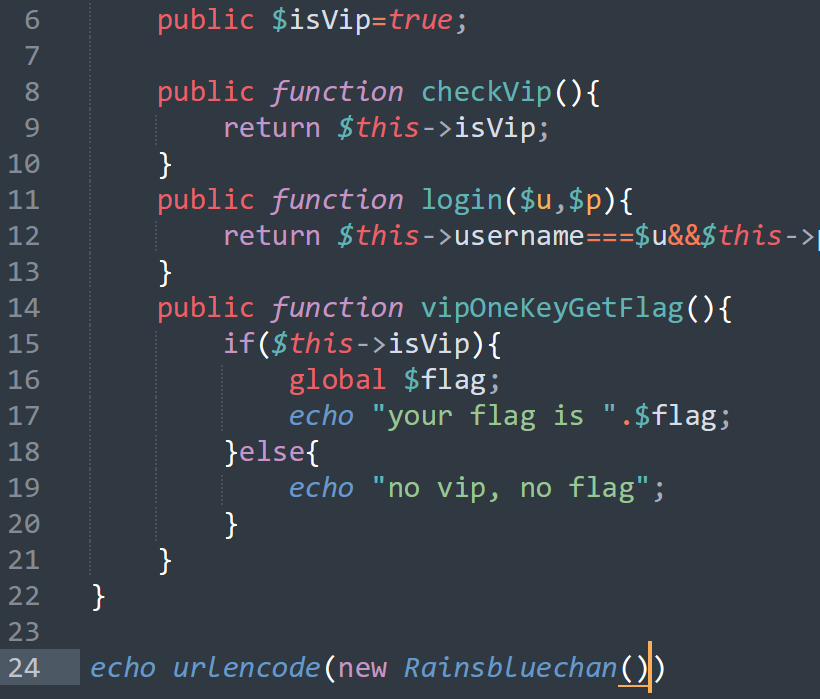 6 public $isVip=true;
7
8 public function checkVip(){
9 return $this->isVip;
10 }
11 public function login($u,$p){
12 return $this->username===$u&&$this->
13 }
14 public function vipOneKeyGetFlag(){
15 if($this->isVip){
16 global $flag;
17 echo "your flag is ".$flag;
18 }else{
19 echo "no vip, no flag";
20 }
21 }
22 }
23
24 echo urlencode(new Rainsbluechan())